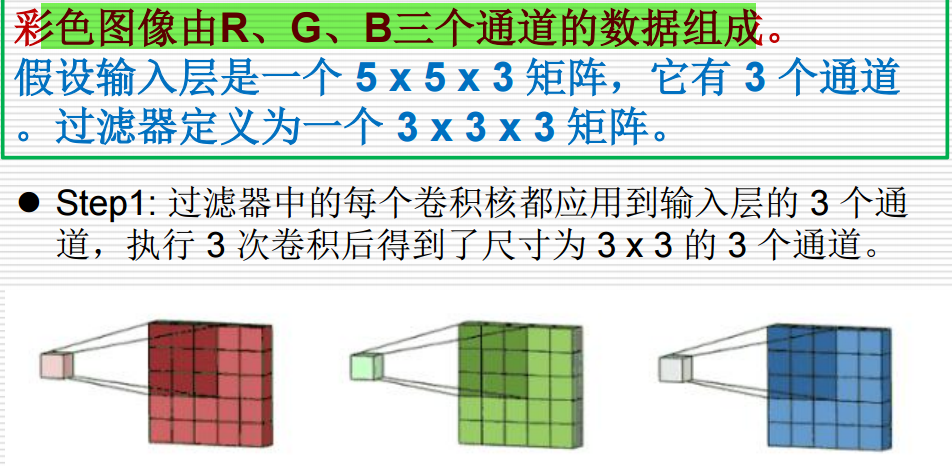 彩色图像由R、G、B三个通道的数据组成。
假设输入层是一个 5 x 5 x 3 矩阵，它有 3 个通道
。过滤器定义为一个 3 x 3 x 3 矩阵。
● Step1: 过滤器中的每个卷积核都应用到输入层的 3 个通
道，执行 3 次卷积后得到了尺寸为 3 x 3 的 3 个通道。